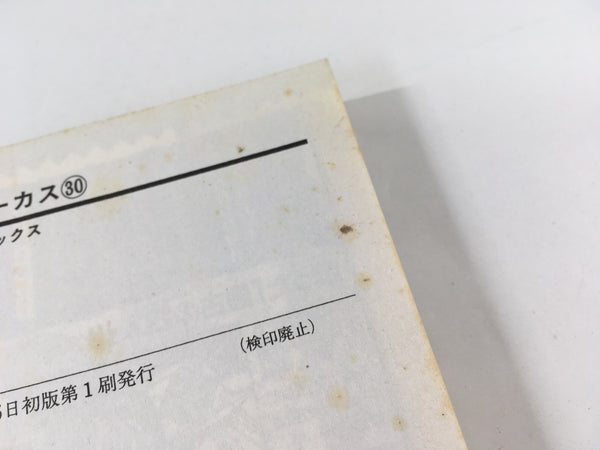 ーカス㉚
ックス
(検印廃止)
日初版第1刷発行